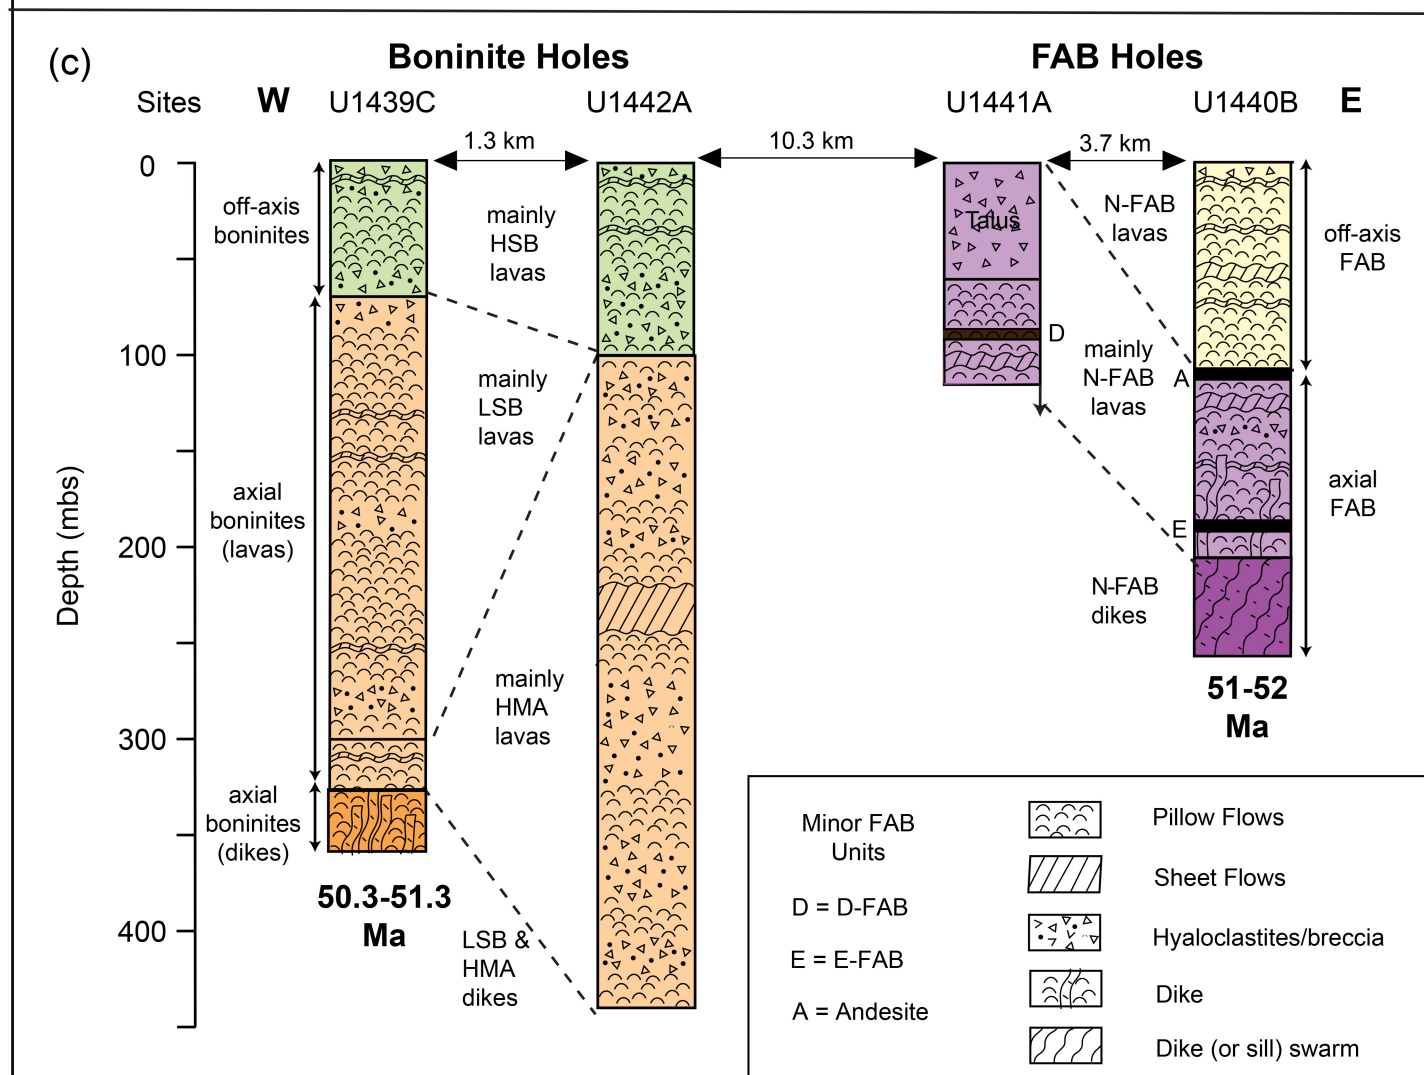 (c)
Boninite Holes
FAB Holes
Sites
W
U1439C
U1442A
U1441A
U1440B
E
1.3 km
10.3 km
3.7 km
0
100
200
300
400
Depth (mbs)
off-axis
boninites
axial
boninites
(lavas)
axial
boninites
(dikes)
mainly
HSB
lavas
mainly
LSB
lavas
mainly
HMA
lavas
LSB &
HMA
dikes
50.3-51.3
Ma
Talus
D
N-FAB
lavas
mainly
N-FAB
lavas
A
E
N-FAB
dikes
off-axis
FAB
axial
FAB
51-52
Ma
Minor FAB
Units
D = D-FAB
E = E-FAB
A = Andesite
Pillow Flows
Sheet Flows
Hyaloclastites/breccia
Dike
Dike (or sill) swarm